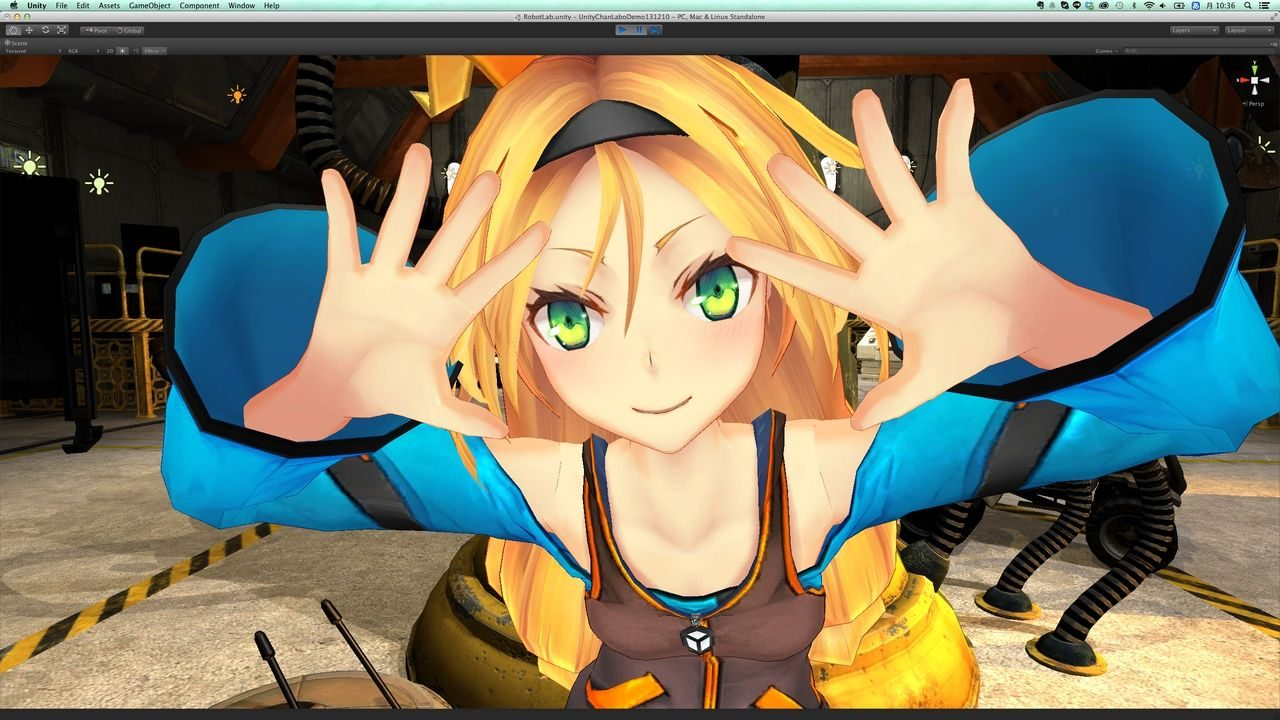 Unity File Edit Assets GameObject Component Window Help
月 10:36
RobotLab.unity - UnityChanLaboDemo131210 - PC, Mac & Linux Standalone
Pivot Global
Layers Layout
Scene
Textured RGB 2D Effects Gizmos
y
x
Persp